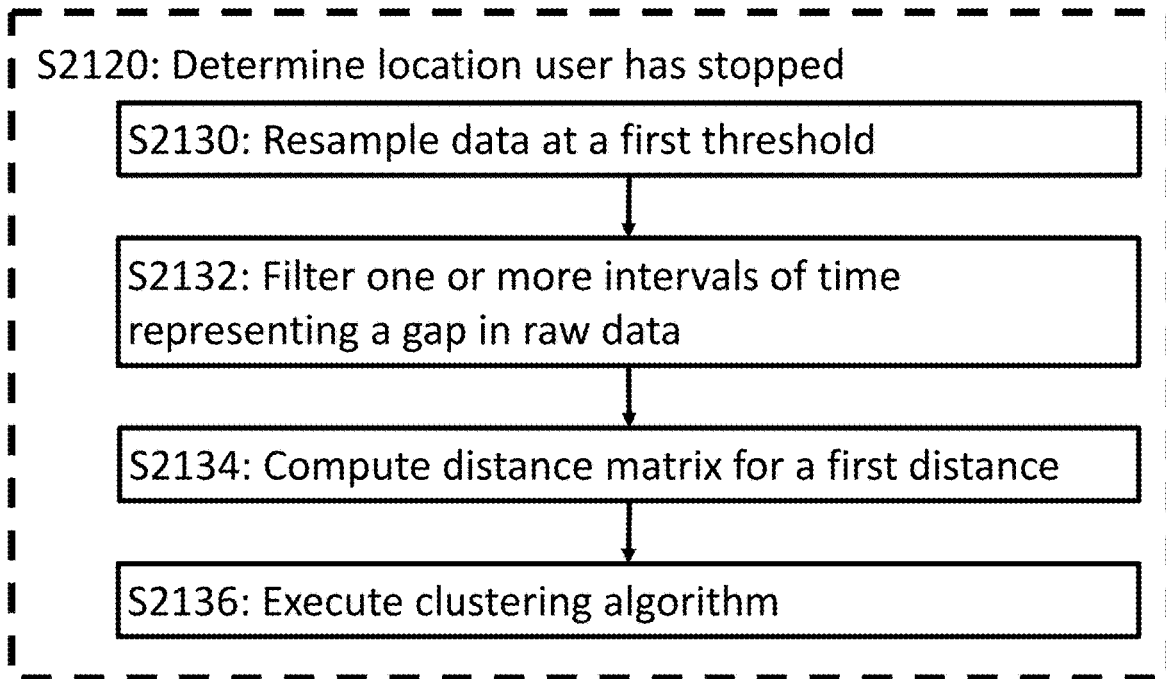 S2120: Determine location user has stopped
S2130: Resample data at a first threshold
S2132: Filter one or more intervals of time
representing a gap in raw data
S2134: Compute distance matrix for a first distance
S2136: Execute clustering algorithm